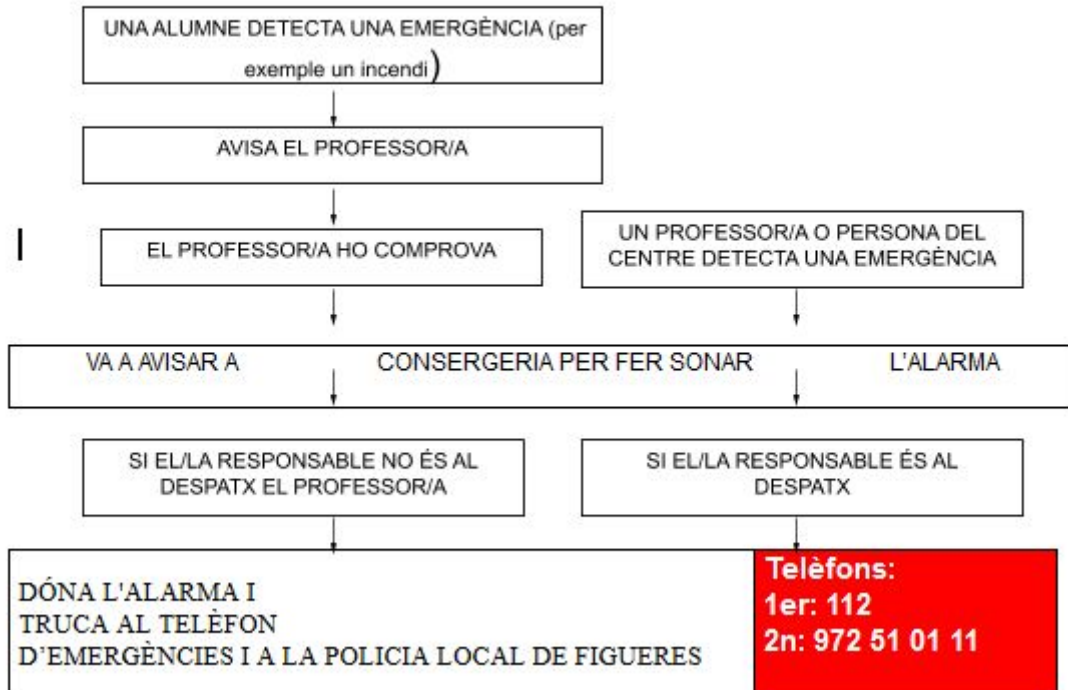 UNA ALUMNE DETECTA UNA EMERGÈNCIA (per
exemple un incendi)
AVISA EL PROFESSOR/A
EL PROFESSOR/A HO COMPROVA
UN PROFESSOR/A O PERSONA DEL
CENTRE DETECTA UNA EMERGÈNCIA
VA A AVISAR A CONSERGERIA PER FER SONAR L'ALARMA
SI EL/LA RESPONSABLE NO ÉS AL
DESPATX EL PROFESSOR/A
SI EL/LA RESPONSABLE ÉS AL
DESPATX
DÓNA L'ALARMA I
TRUCA AL TELÈFON
D'EMERGÈNCIES I A LA POLICIA LOCAL DE FIGUERES
Telèfons:
1er: 112
2n: 972 51 01 11